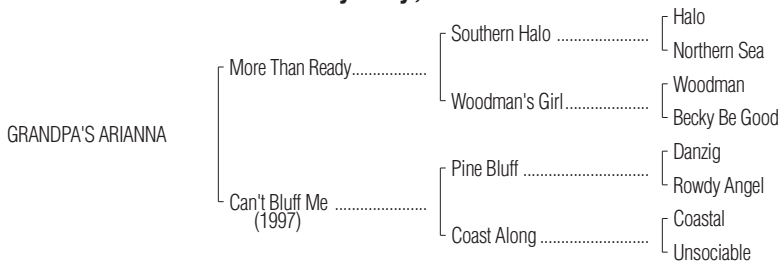 Halo
Southern Halo ......................
Northern Sea
More Than Ready..................
Woodman
Woodman's Girl....................
Becky Be Good
GRANDPA'S ARIANNA
Danzig
Pine Bluff ..............................
Rowdy Angel
Can't Bluff Me ......................
(1997)
Coastal
Coast Along..........................
Unsociable